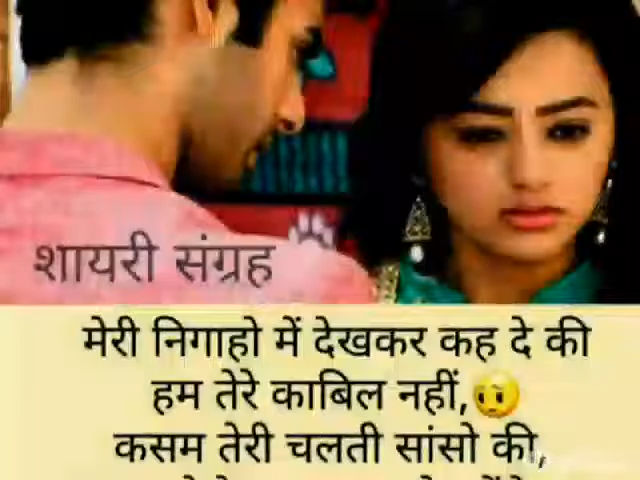 शायरी संग्रह
मेरी निगाहो में देखकर कह दे की
हम तेरे काबिल नहीं,🤨
कसम तेरी चलती सांसो की,